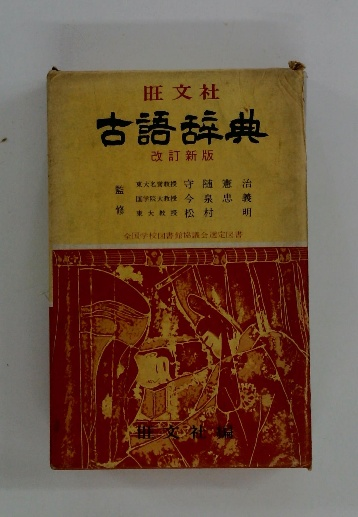 旺文社
古語辞典
改訂新版
監修
東大名誉教授 守随憲治
國学院大教授 今泉忠義
東大教授 松村 明
全国学校図書館協議会選定図書
旺文社編